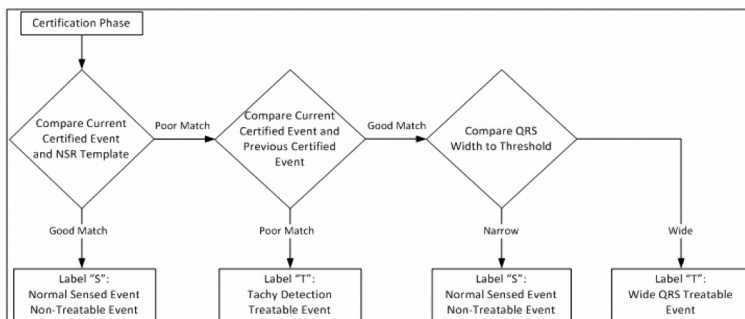 Certification Phase
Compare Current
Certified Event
and NSR Template
Poor Match
Compare Current
Certified Event and
Previous Certified
Event
Good Match
Compare QRS
Width to Threshold
Good Match
Poor Match
Narrow
Wide
Label "S":
Normal Sensed Event
Non-Treatable Event
Label "T":
Tachy Detection
Treatable Event
Label "S":
Normal Sensed Event
Non-Treatable Event
Label "T":
Wide QRS Treatable
Event